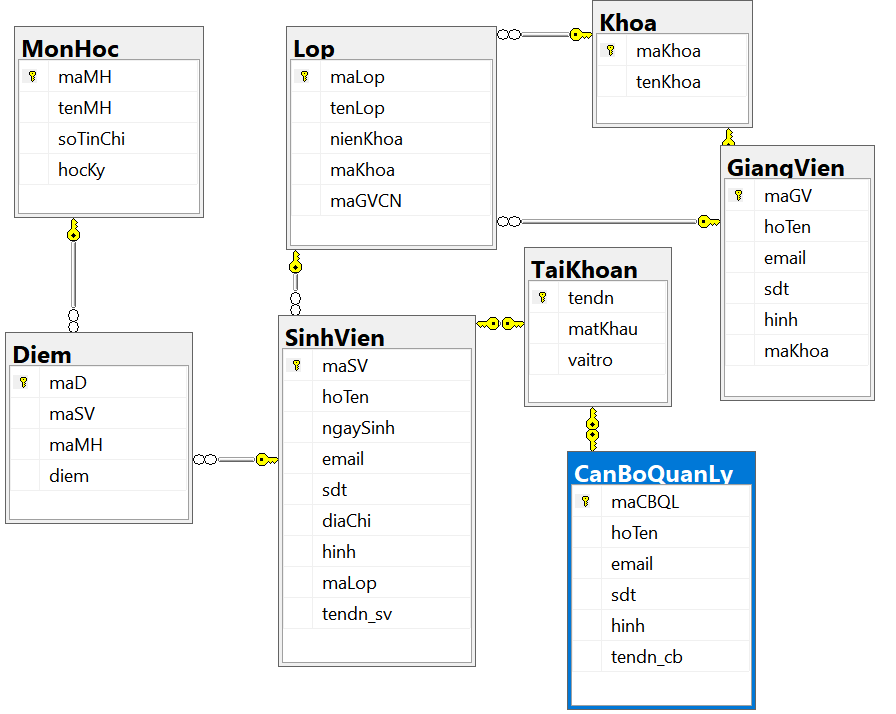 MonHoc
maMH
tenMH
soTinChi
hocKy
Lop
maLop
tenLop
nienKhoa
maKhoa
maGVCN
Khoa
maKhoa
tenKhoa
GiangVien
maGV
hoTen
email
sdt
hinh
maKhoa
TaiKhoan
tendn
matKhau
vaitro
Diem
maD
maSV
maMH
diem
SinhVien
maSV
hoTen
ngaySinh
email
sdt
diaChi
hinh
maLop
tendn_sv
CanBoQuanLy
maCBQL
hoTen
email
sdt
hinh
tendn_cb